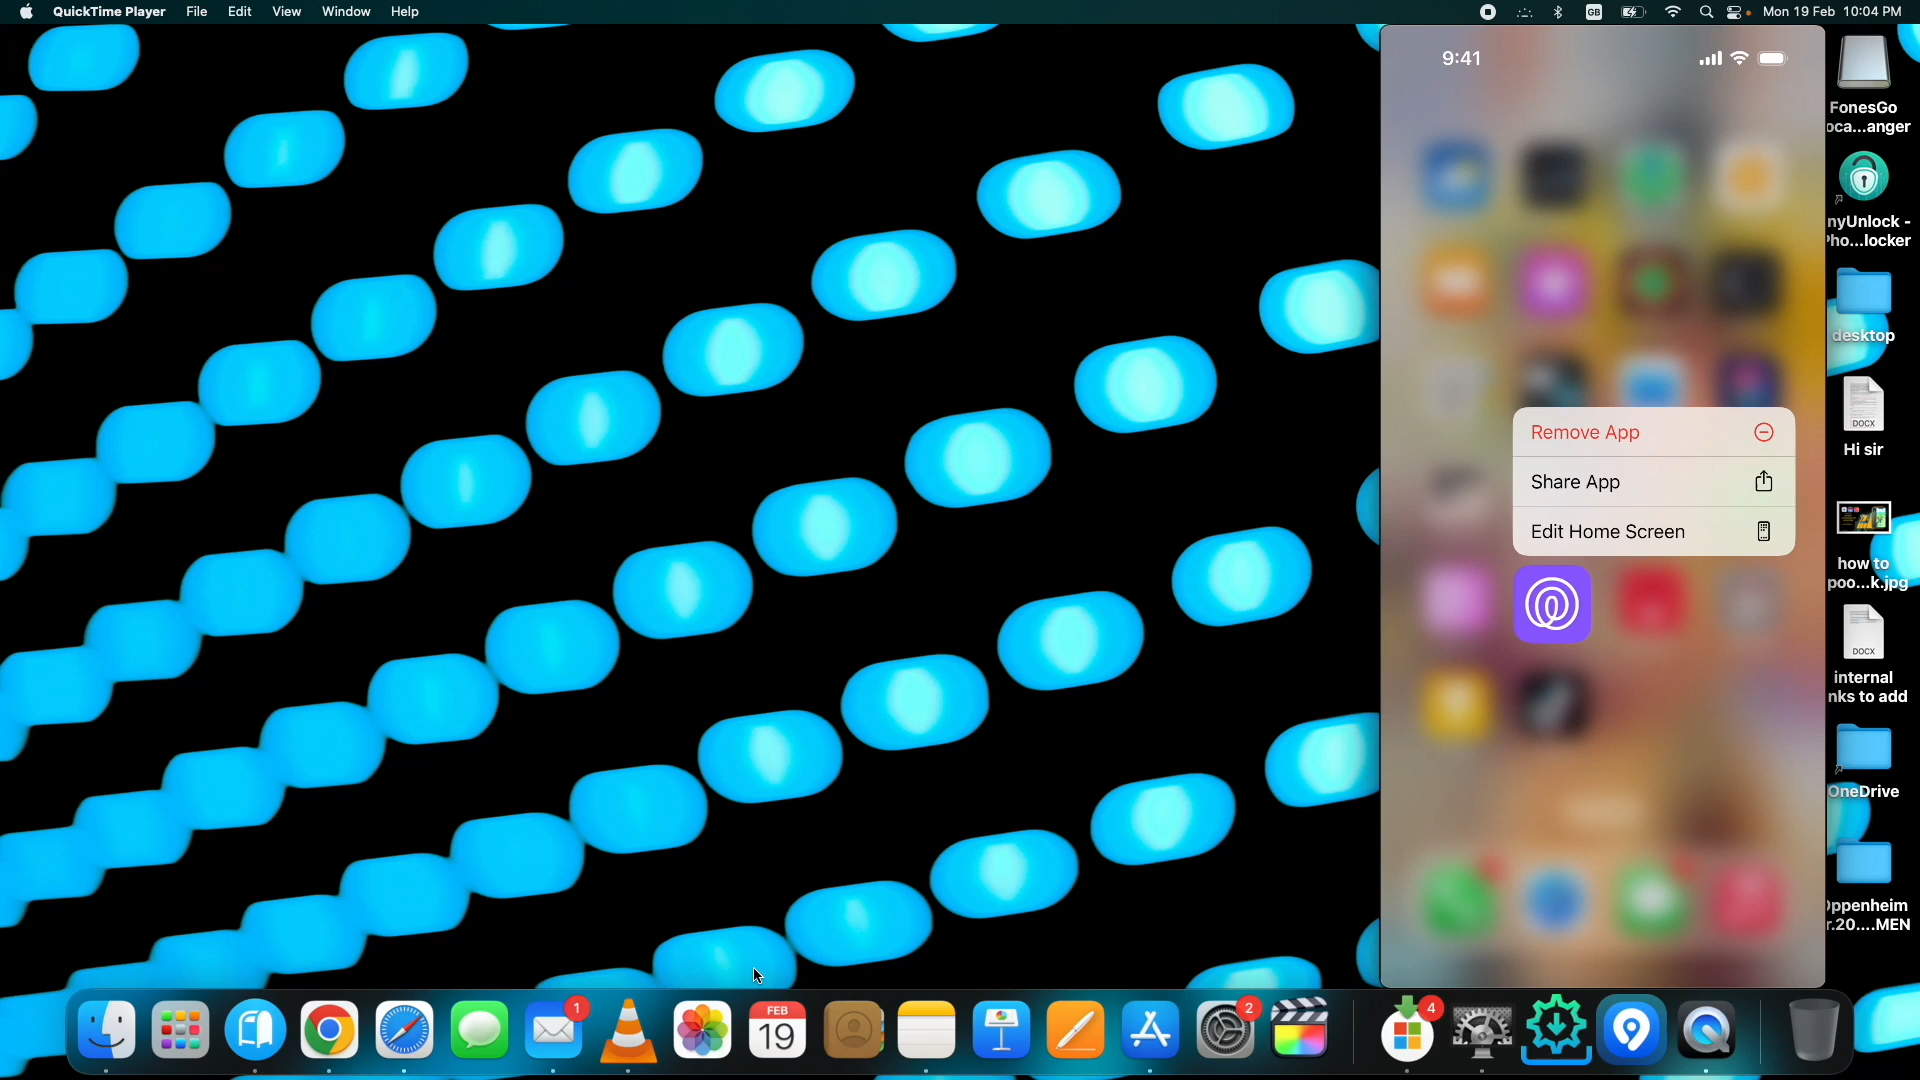 QuickTime Player File Edit View Window Help
GB
Mon 19 Feb 10:04 PM
9:41
Remove App
Share App
Edit Home Screen
FonesGo
oca...anger
nyUnlock -
Pho...locker
desktop
DOCX
Hi sir
how to
poo...k.jpg
DOCX
internal
nks to add
OneDrive
Oppenheim
r.20....MEN
1
FEB
19
2
4